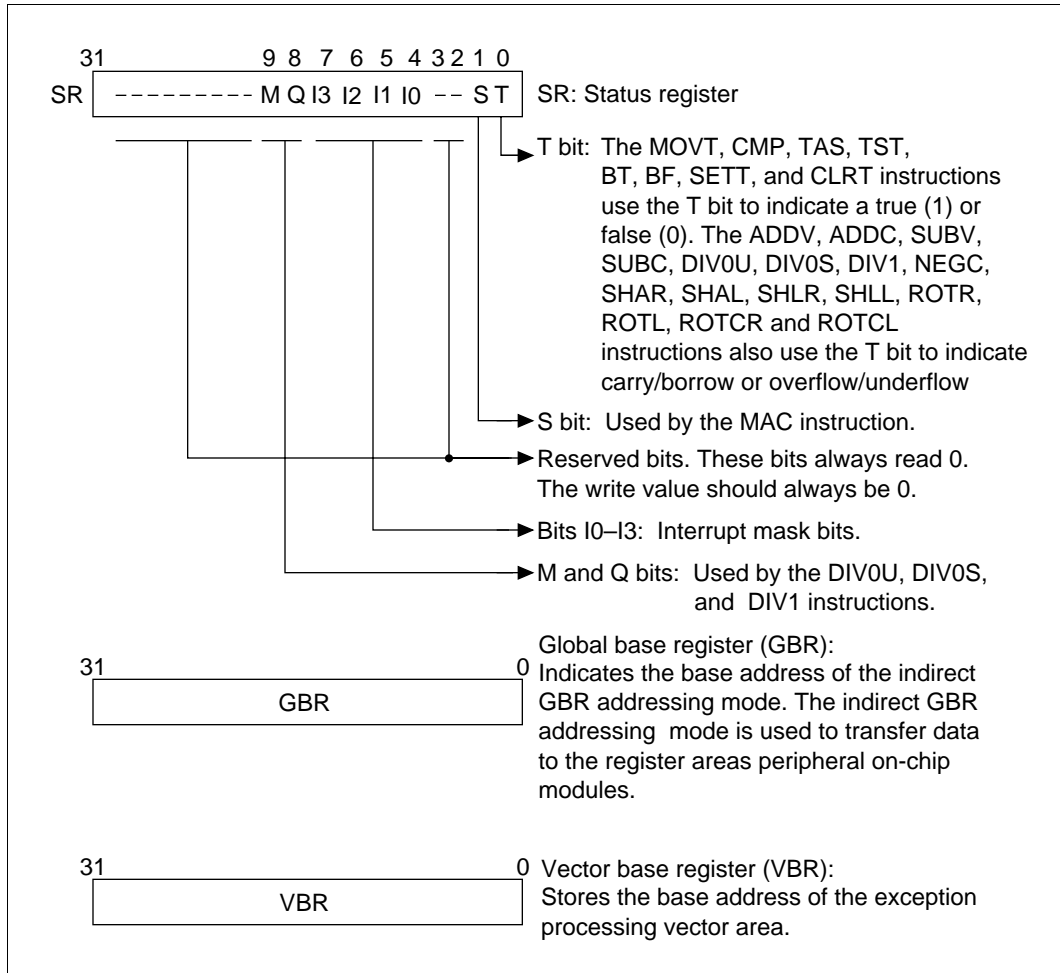 31 9 8 7 6 5 4 3 2 1 0
SR --------- M Q I3 I2 I1 I0 -- S T SR: Status register
T bit: The MOVT, CMP, TAS, TST,
BT, BF, SETT, and CLRT instructions
use the T bit to indicate a true (1) or
false (0). The ADDV, ADDC, SUBV,
SUBC, DIV0U, DIV0S, DIV1, NEGC,
SHAR, SHAL, SHLR, SHLL, ROTR,
ROTL, ROTCR and ROTCL
instructions also use the T bit to indicate
carry/borrow or overflow/underflow
S bit: Used by the MAC instruction.
Reserved bits. These bits always read 0.
The write value should always be 0.
Bits I0–I3: Interrupt mask bits.
M and Q bits: Used by the DIV0U, DIV0S,
and DIV1 instructions.
31 0
GBR
Global base register (GBR):
Indicates the base address of the indirect
GBR addressing mode. The indirect GBR
addressing mode is used to transfer data
to the register areas peripheral on-chip
modules.
31 0
VBR
Vector base register (VBR):
Stores the base address of the exception
processing vector area.